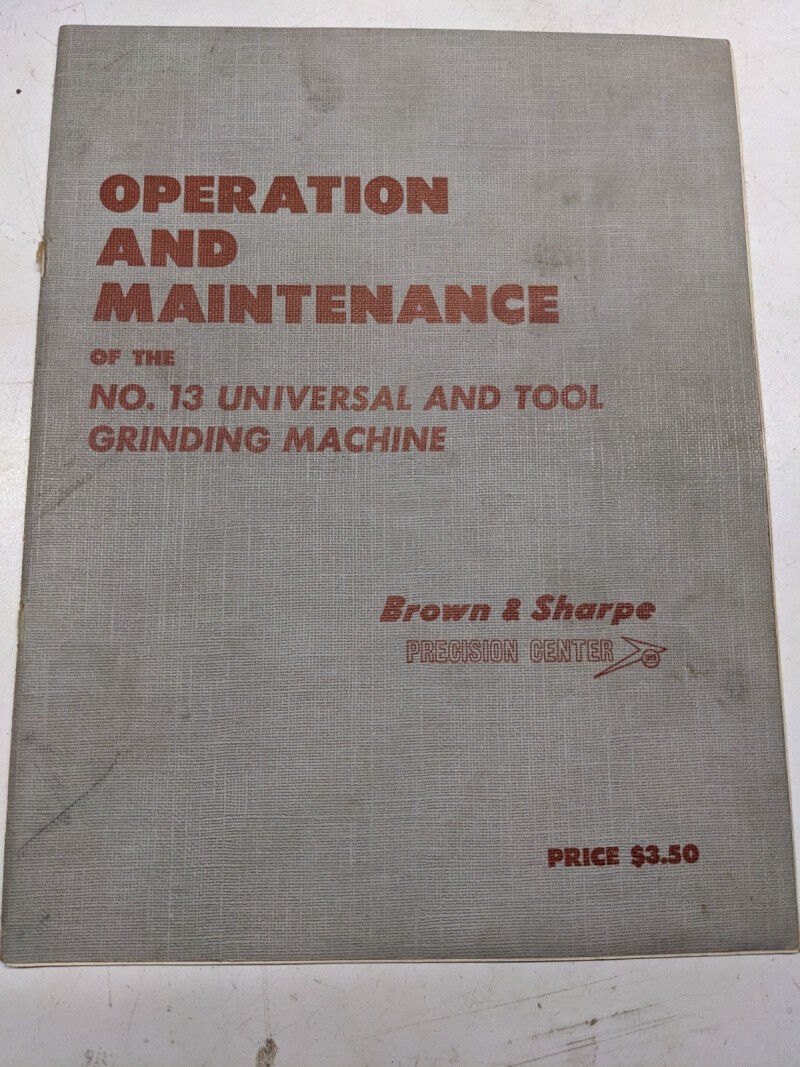 OPERATION
AND
MAINTENANCE
OF THE
NO. 13 UNIVERSAL AND TOOL
GRINDING MACHINE
Brown & Sharpe
PRECISION CENTER
PRICE $3.50